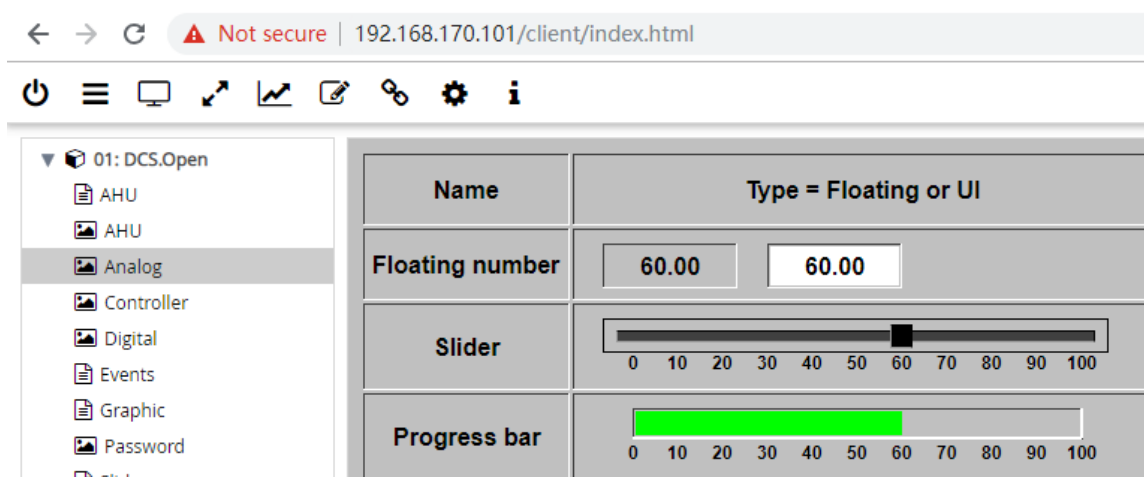 Not secure | 192.168.170.101/client/index.html
01: DCS.Open
AHU
AHU
Analog
Controller
Digital
Events
Graphic
Password
Name Type = Floating or UI
Floating number 60.00 60.00
Slider
0 10 20 30 40 50 60 70 80 90 100
Progress bar
0 10 20 30 40 50 60 70 80 90 100